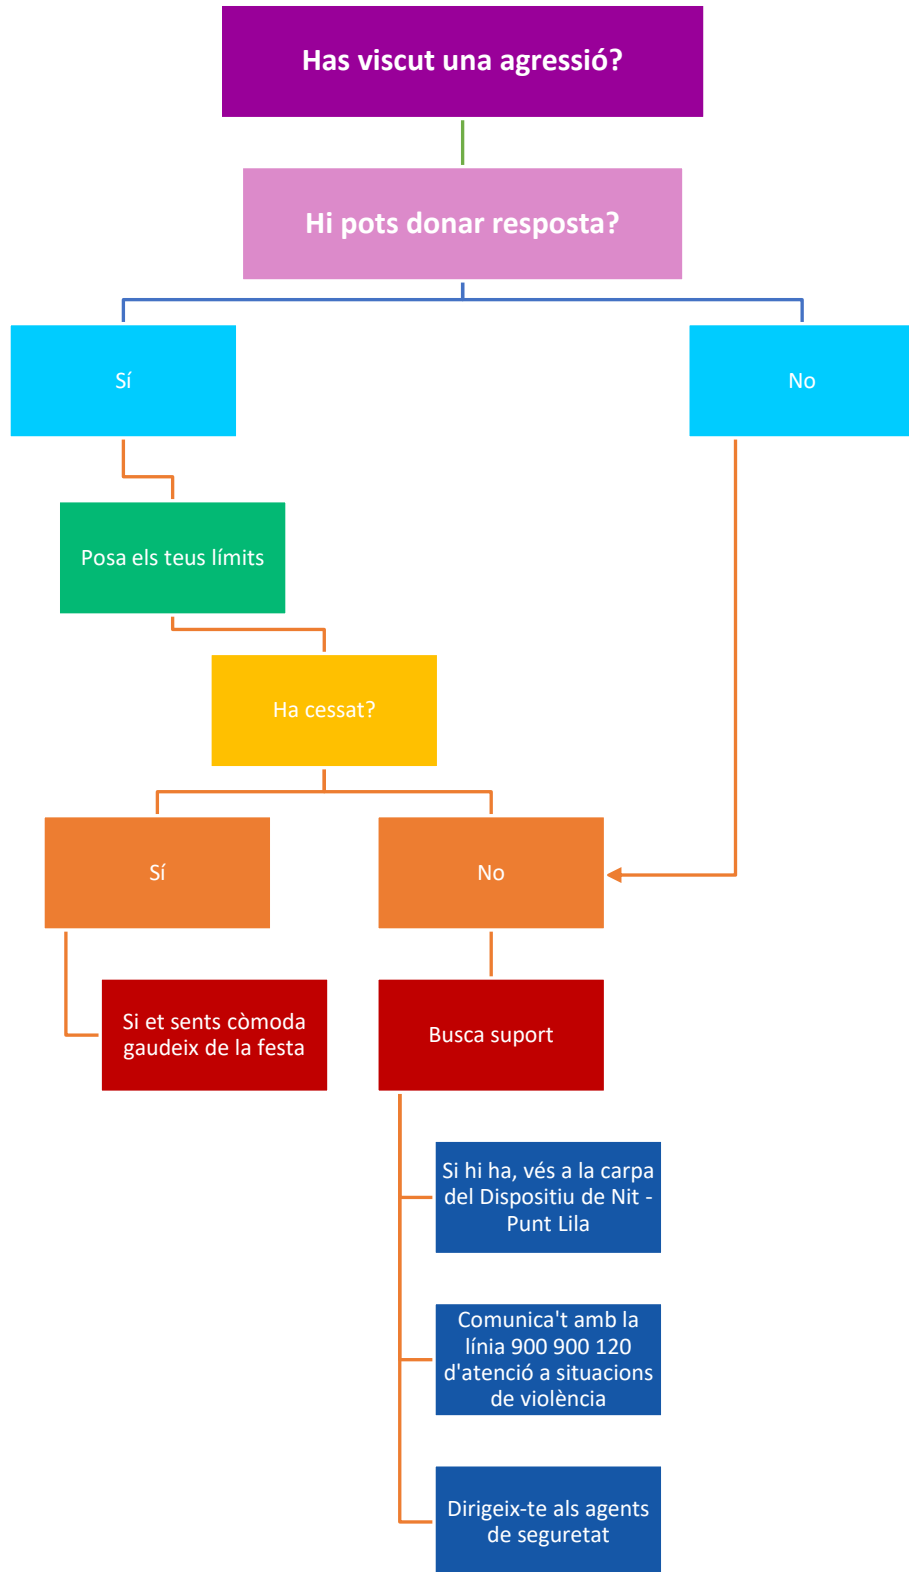 Has viscut una agressió?
Hi pots donar resposta?
Sí
No
Posa els teus límits
Ha cessat?
Sí
No
Si et sents còmoda
gaudeix de la festa
Busca suport
Si hi ha, vés a la carpa
del Dispositiu de Nit -
Punt Lila
Comunica't amb la
línia 900 900 120
d'atenció a situacions
de violència
Dirigeix-te als agents
de seguretat